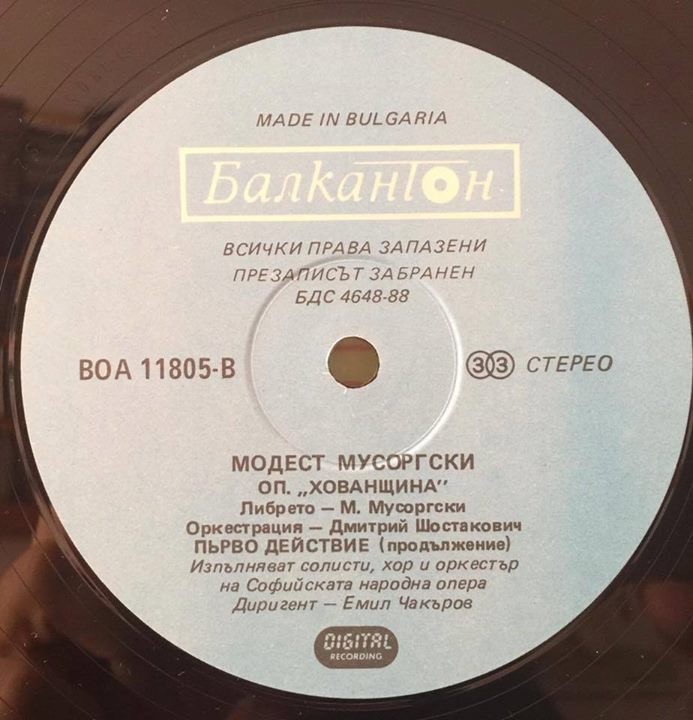 MADE IN BULGARIA
Балкантон
ВСИЧКИ ПРАВА ЗАПАЗЕНИ
ПРЕЗАПИСЪТ ЗАБРАНЕН
БДС 4648-88
ВОА 11805-В
33 СТЕРЕО
МОДЕСТ МУСОРГСКИ
ОП. „ХОВАНЩИНА"
Либрето – М. Мусоргски
Оркестрация – Дмитрий Шостакович
ПЪРВО ДЕЙСТВИЕ (продължение)
Изпълняват солисти, хор и оркестър
на Софийската народна опера
Диригент – Емил Чакъров
DIGITAL
RECORDING